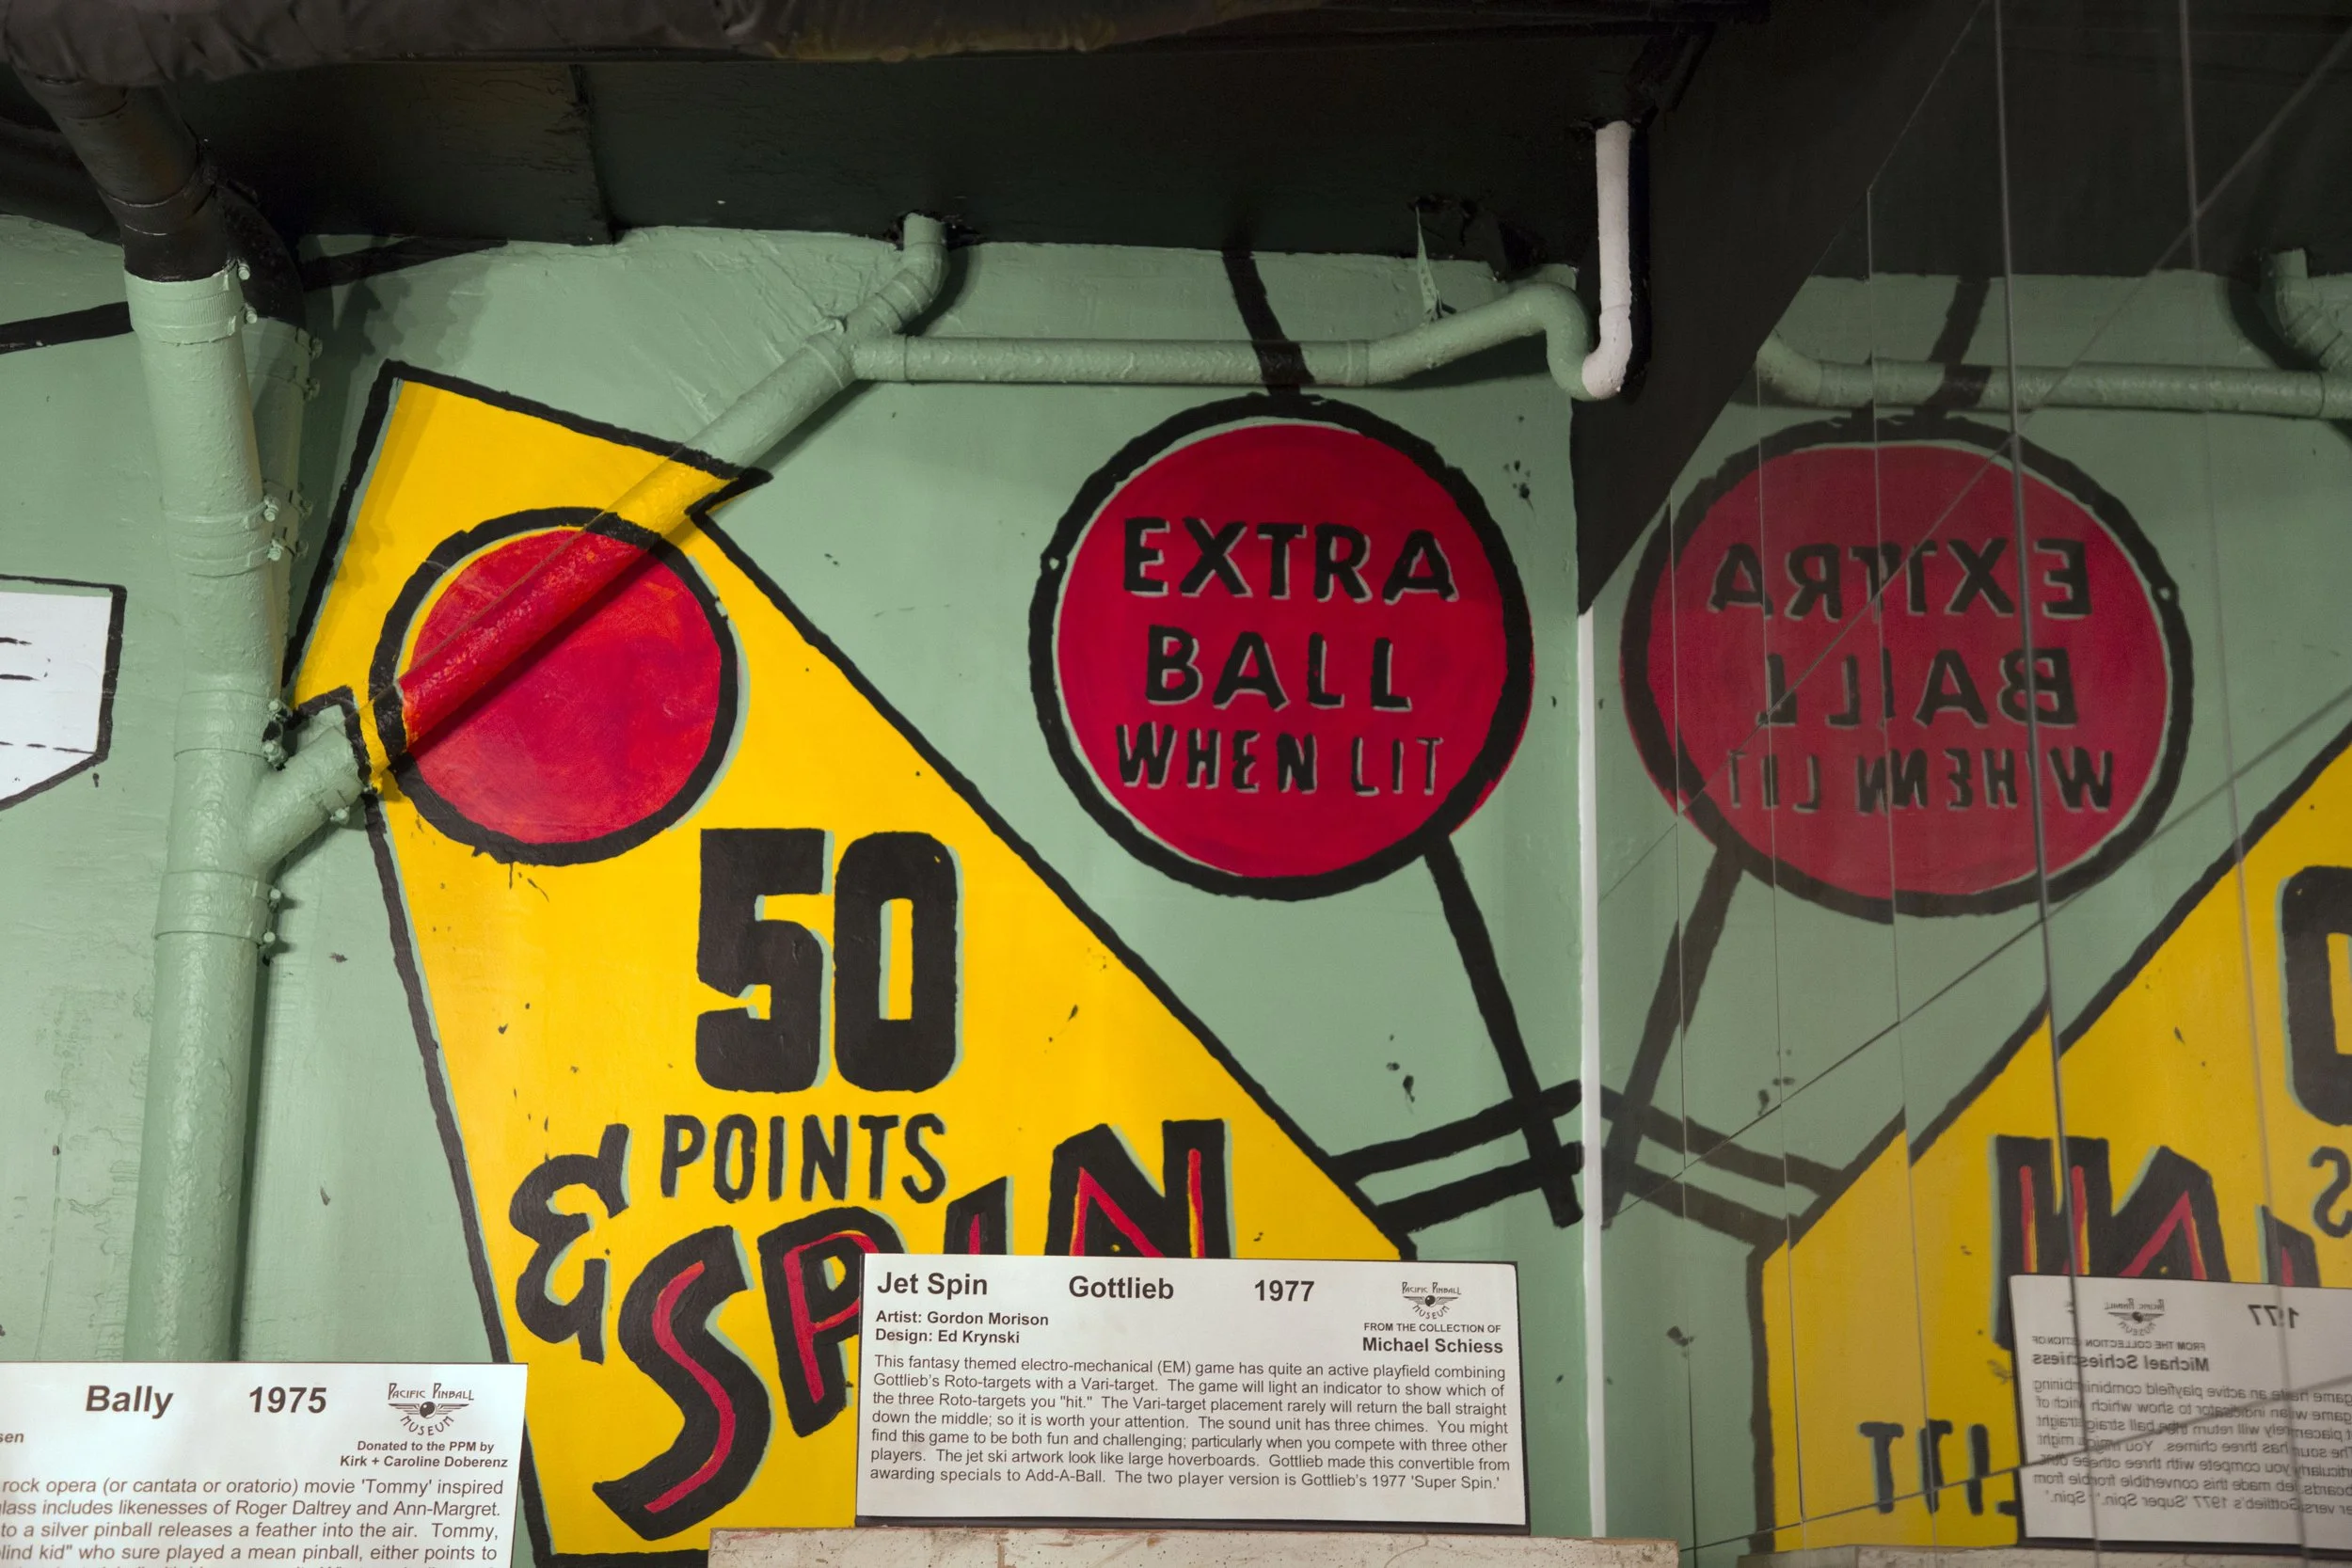 EXTRA
BALL
WHEN LIT
50
POINTS
& SPIN
Jet Spin Gottlieb 1977
PACIFIC PINBALL
MUSEUM
Artist: Gordon Morison
Design: Ed Krynski
FROM THE COLLECTION OF
Michael Schiess
This fantasy themed electro-mechanical (EM) game has quite an active playfield combining
Gottlieb's Roto-targets with a Vari-target. The game will light an indicator to show which of
the three Roto-targets you "hit." The Vari-target placement rarely will return the ball straight
down the middle; so it is worth your attention. The sound unit has three chimes. You might
find this game to be both fun and challenging; particularly when you compete with three other
players. The jet ski artwork look like large hoverboards. Gottlieb made this convertible from
awarding specials to Add-A-Ball. The two player version is Gottlieb's 1977 'Super Spin.'
Bally 1975
PACIFIC PINBALL
MUSEUM
Donated to the PPM by
Kirk + Caroline Doberenz
rock opera (or cantata or oratorio) movie 'Tommy' inspired
includes likenesses of Roger Daltrey and Ann-Margret.
to a silver pinball releases a feather into the air. Tommy,
kid" who sure played a mean pinball, either points to